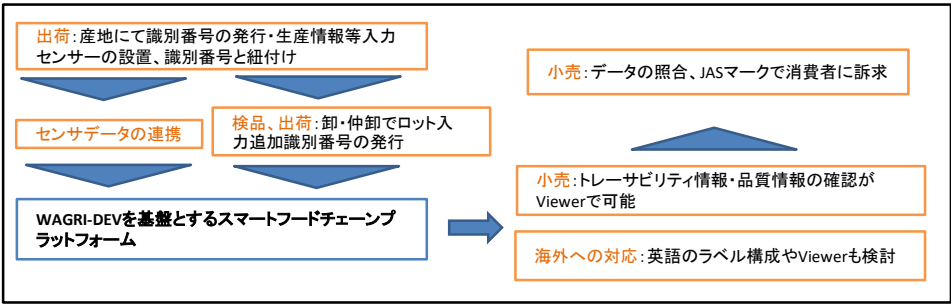 出荷:産地にて識別番号の発行・生産情報等入力
センサーの設置、識別番号と紐付け
センサデータの連携
検品、出荷:卸・仲卸でロット入
力追加識別番号の発行
WAGRI-DEVを基盤とするスマートフードチェーンプ
ラットフォーム
小売:データの照合、JASマークで消費者に訴求
小売:トレーサビリティ情報・品質情報の確認が
Viewerで可能
海外への対応:英語のラベル構成やViewerも検討